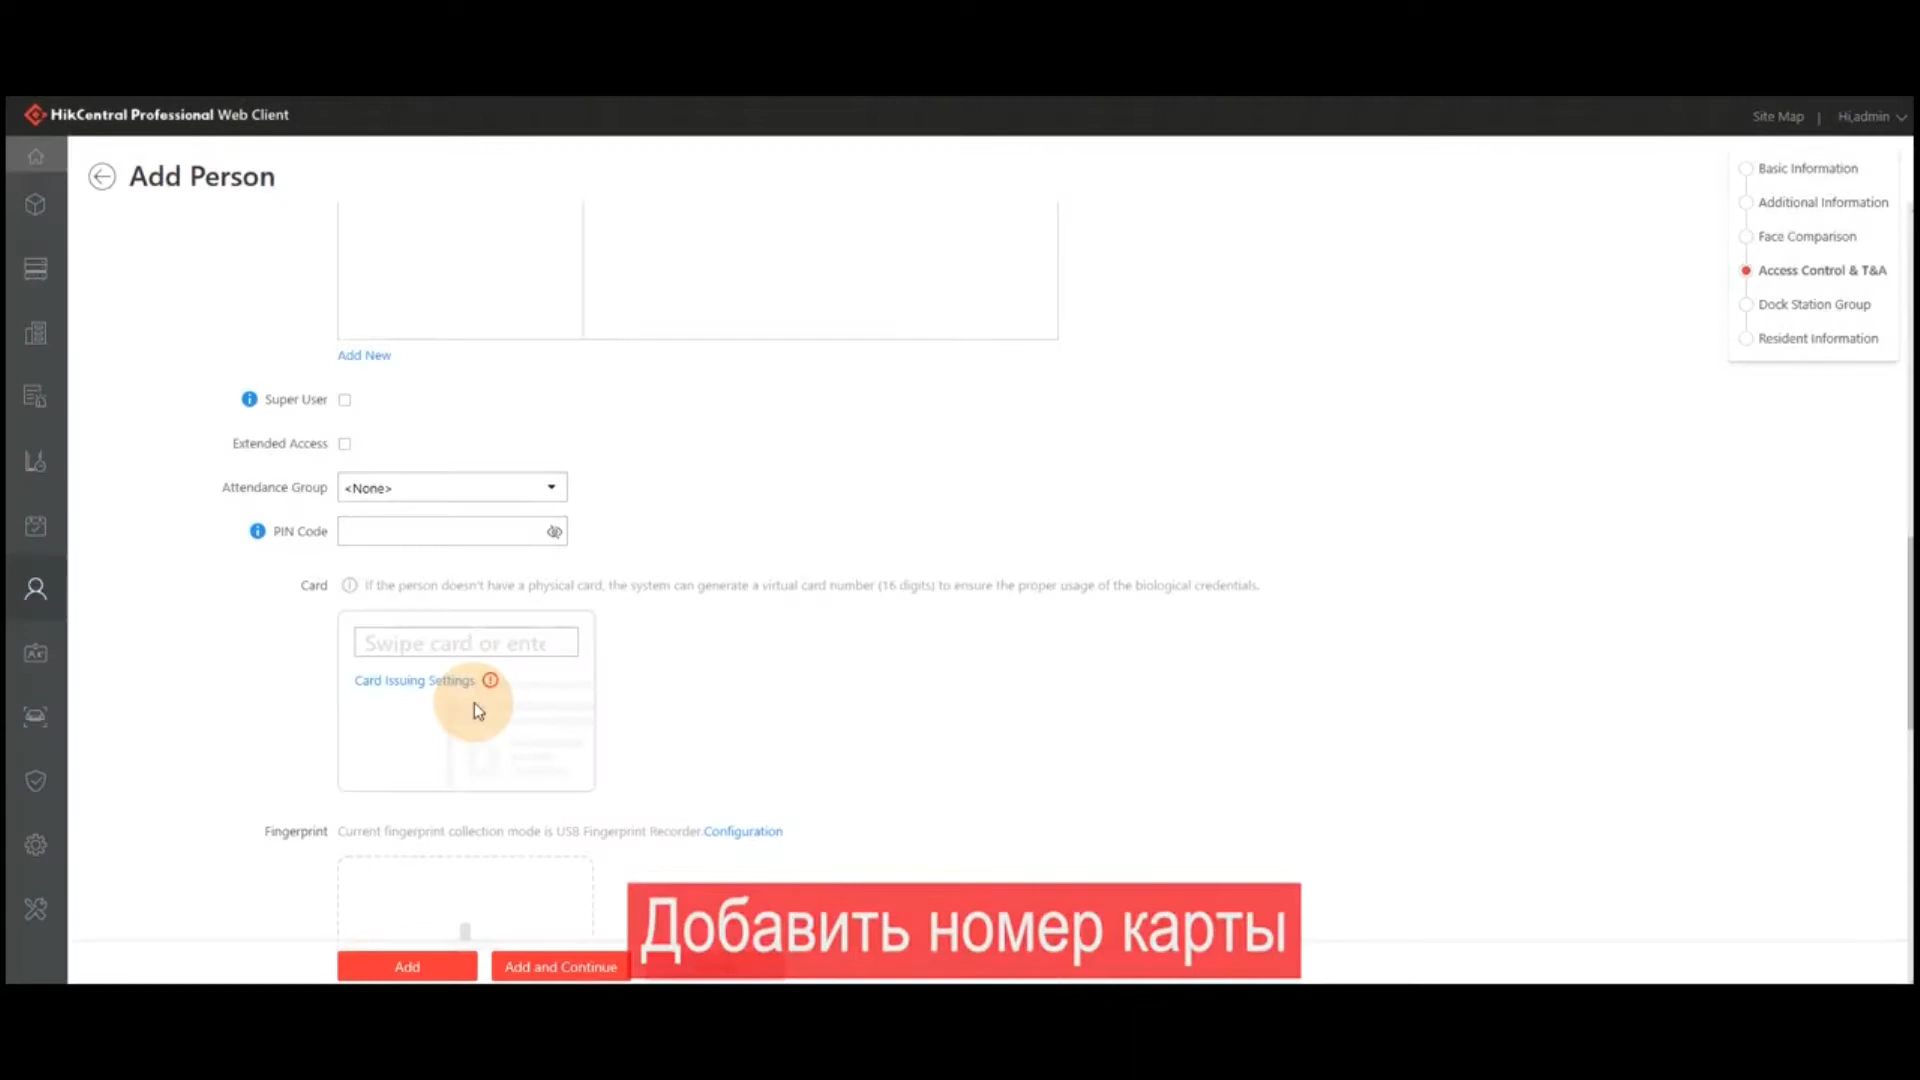 HikCentral Professional Web Client
Site Map | Hi,admin
Add Person
Basic Information
Additional Information
Face Comparison
Access Control & T&A
Dock Station Group
Resident Information
Add New
Super User
Extended Access
Attendance Group <None>
PIN Code
Card If the person doesn't have a physical card, the system can generate a virtual card number (16 digits) to ensure the proper usage of the biological credentials.
Swipe card or ente
Card Issuing Settings
Fingerprint Current fingerprint collection mode is USB Fingerprint Recorder.Configuration
Добавить номер карты
Add
Add and Continue